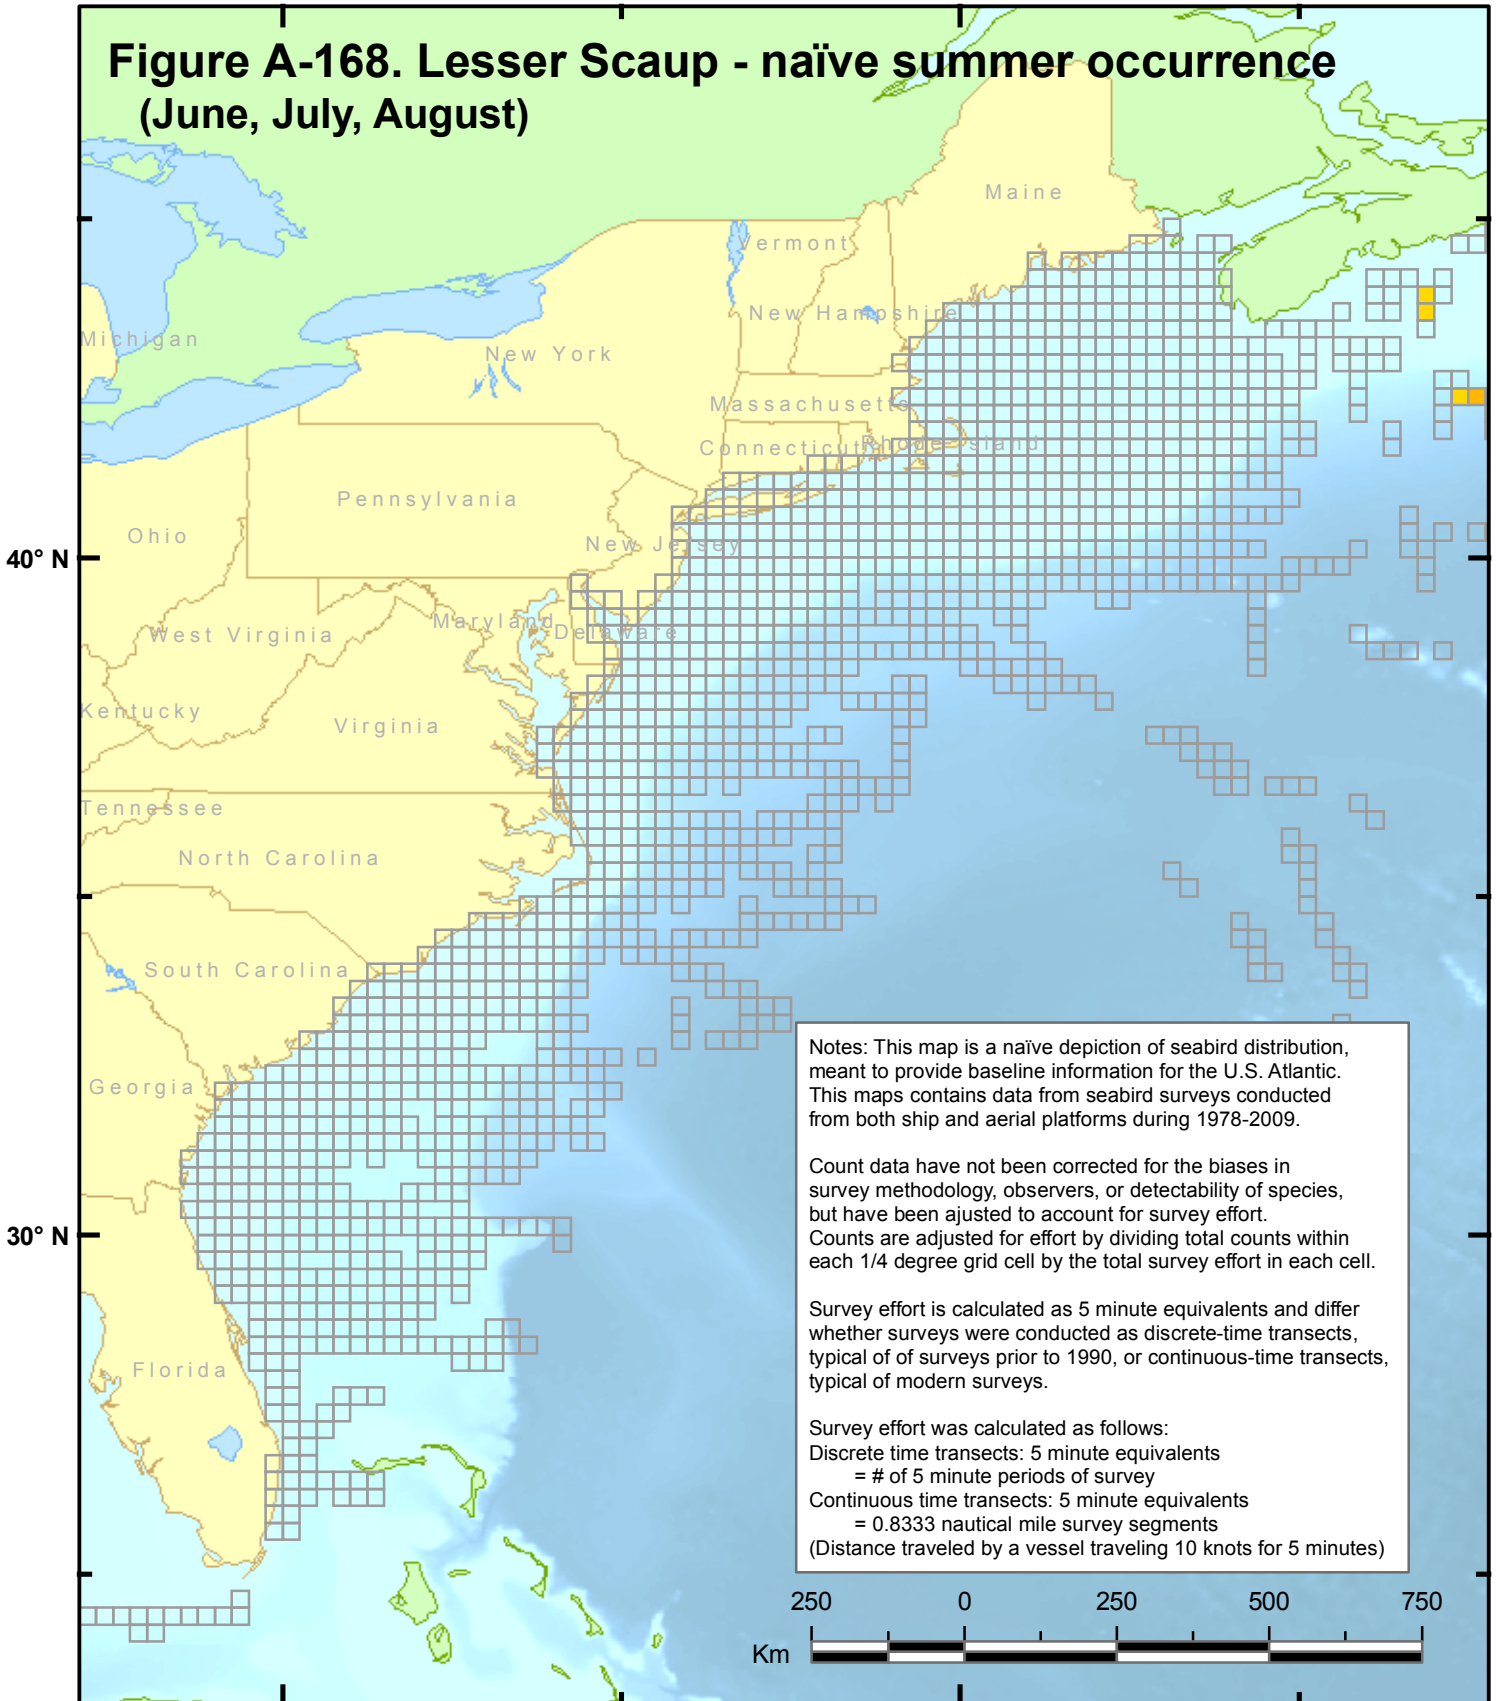 Figure A-168. Lesser Scaup - naïve summer occurrence
(June, July, August)
Maine
Vermont
New Hampshire
Michigan
New York
Massachusetts
Connecticut
Rhode Island
Pennsylvania
Ohio
New Jersey
40° N
Maryland
Delaware
West Virginia
Kentucky
Virginia
Tennessee
North Carolina
South Carolina
Georgia
30° N
Florida
Notes: This map is a naïve depiction of seabird distribution,
meant to provide baseline information for the U.S. Atlantic.
This maps contains data from seabird surveys conducted
from both ship and aerial platforms during 1978-2009.
Count data have not been corrected for the biases in
survey methodology, observers, or detectability of species,
but have been ajusted to account for survey effort.
Counts are adjusted for effort by dividing total counts within
each 1/4 degree grid cell by the total survey effort in each cell.
Survey effort is calculated as 5 minute equivalents and differ
whether surveys were conducted as discrete-time transects,
typical of of surveys prior to 1990, or continuous-time transects,
typical of modern surveys.
Survey effort was calculated as follows:
Discrete time transects: 5 minute equivalents
= # of 5 minute periods of survey
Continuous time transects: 5 minute equivalents
= 0.8333 nautical mile survey segments
(Distance traveled by a vessel traveling 10 knots for 5 minutes)
250 0 250 500 750
Km